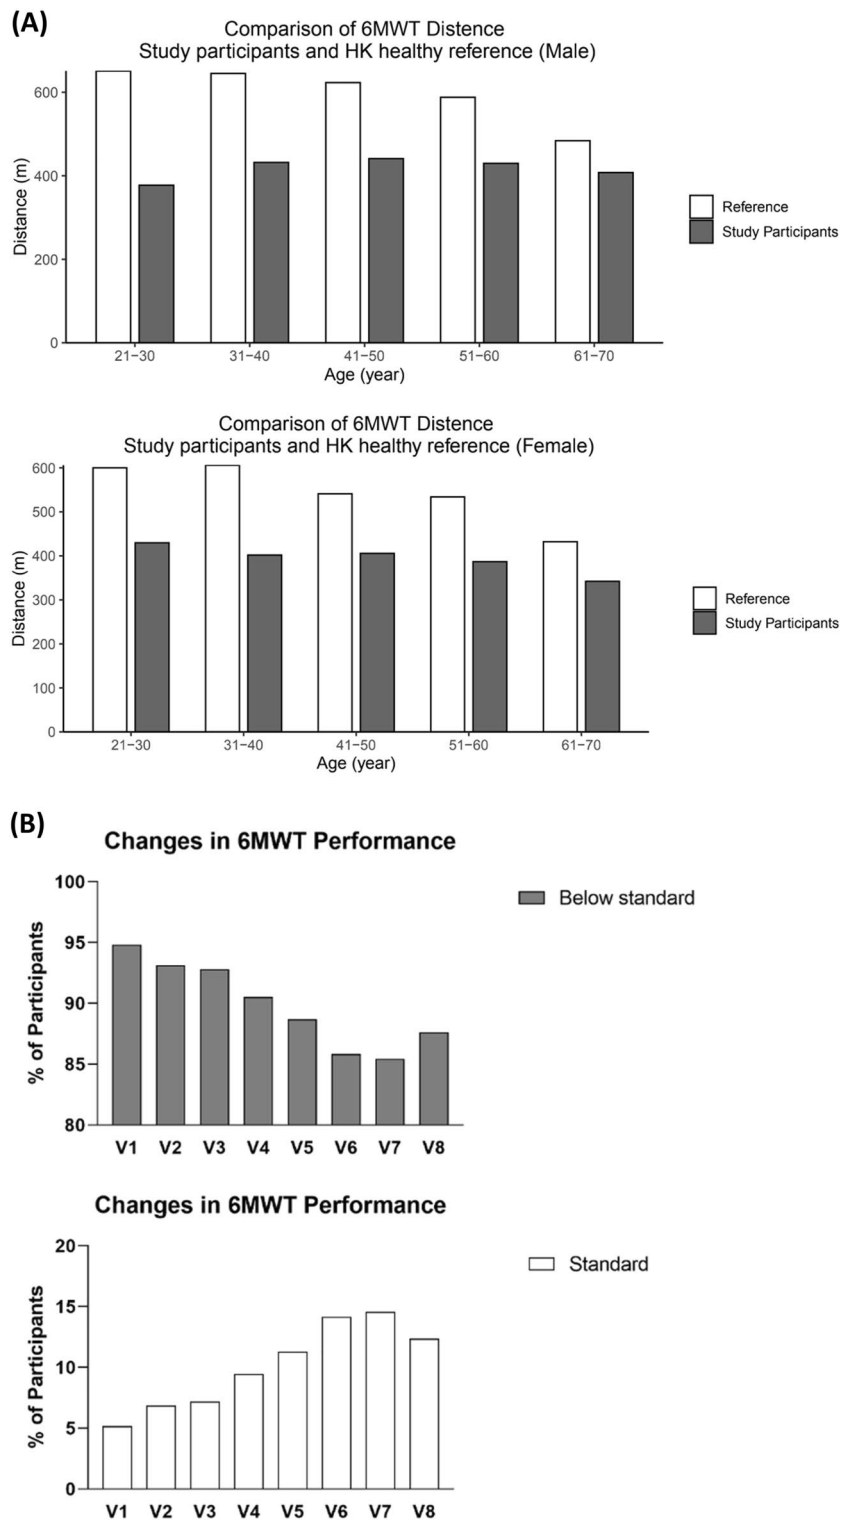 (A)
Comparison of 6MWT Distence
Study participants and HK healthy reference (Male)
600
400
200
0
Distance (m)
21−30 31−40 41−50 51−60 61−70
Age (year)
Reference
Study Participants
Comparison of 6MWT Distence
Study participants and HK healthy reference (Female)
600
500
400
300
200
100
0
Distance (m)
21−30 31−40 41−50 51−60 61−70
Age (year)
Reference
Study Participants
(B)
Changes in 6MWT Performance
100
95
90
85
80
% of Participants
V1 V2 V3 V4 V5 V6 V7 V8
Below standard
Changes in 6MWT Performance
20
15
10
5
0
% of Participants
V1 V2 V3 V4 V5 V6 V7 V8
Standard